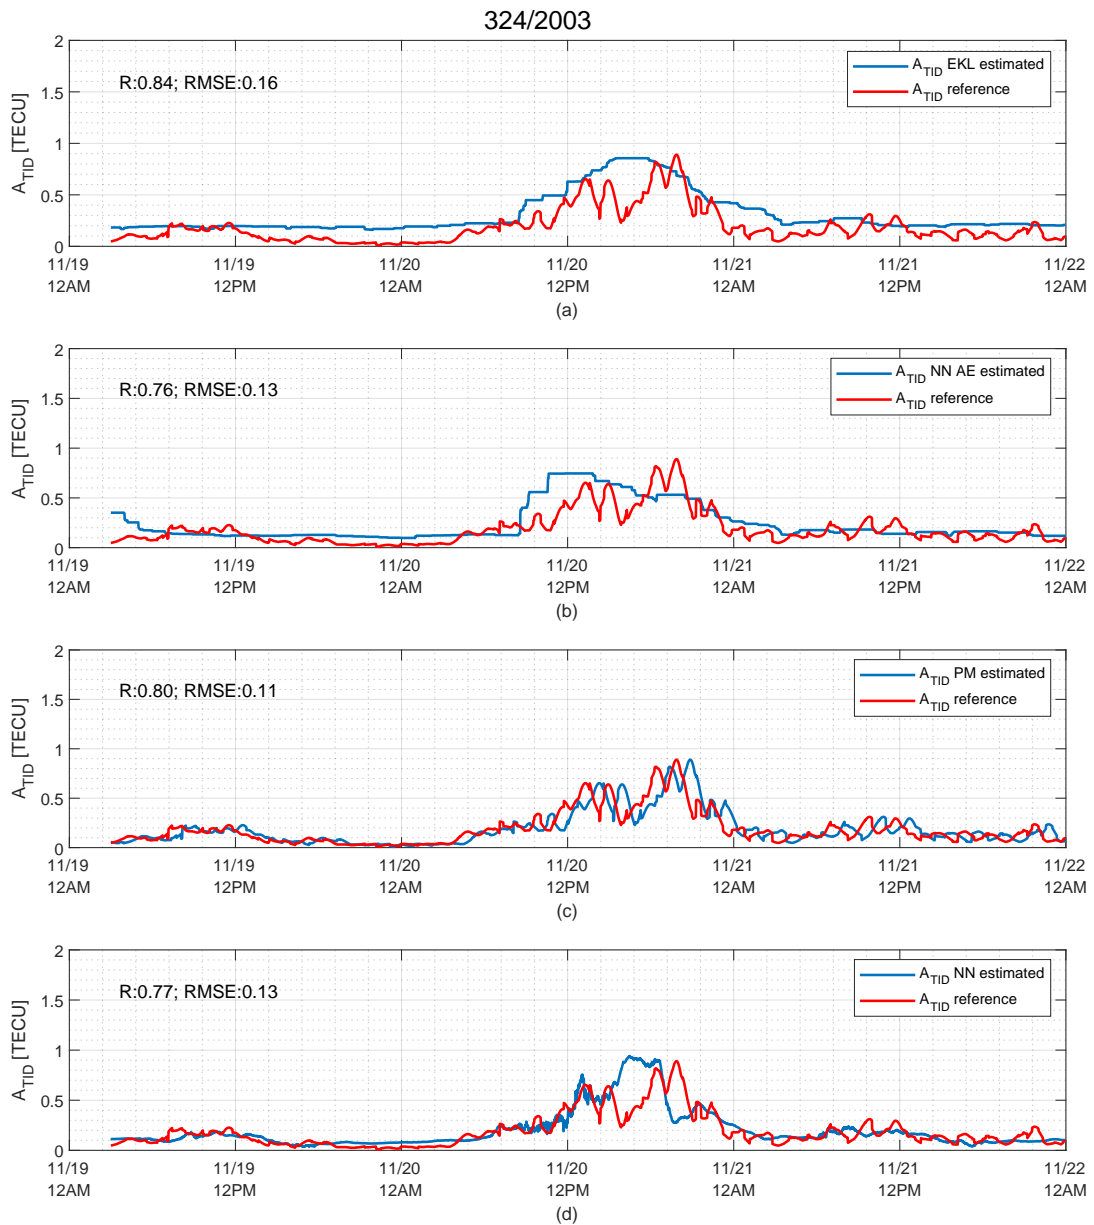 324/2003
2
1.5
1
0.5
0
A_TID [TECU]
R:0.84; RMSE:0.16
A_TID EKL estimated
A_TID reference
11/19 11/19 11/20 11/20 11/21 11/21 11/22
12AM 12PM 12AM 12PM 12AM 12PM 12AM
(a)
2
1.5
1
0.5
0
A_TID [TECU]
R:0.76; RMSE:0.13
A_TID NN AE estimated
A_TID reference
11/19 11/19 11/20 11/20 11/21 11/21 11/22
12AM 12PM 12AM 12PM 12AM 12PM 12AM
(b)
2
1.5
1
0.5
0
A_TID [TECU]
R:0.80; RMSE:0.11
A_TID PM estimated
A_TID reference
11/19 11/19 11/20 11/20 11/21 11/21 11/22
12AM 12PM 12AM 12PM 12AM 12PM 12AM
(c)
2
1.5
1
0.5
0
A_TID [TECU]
R:0.77; RMSE:0.13
A_TID NN estimated
A_TID reference
11/19 11/19 11/20 11/20 11/21 11/21 11/22
12AM 12PM 12AM 12PM 12AM 12PM 12AM
(d)